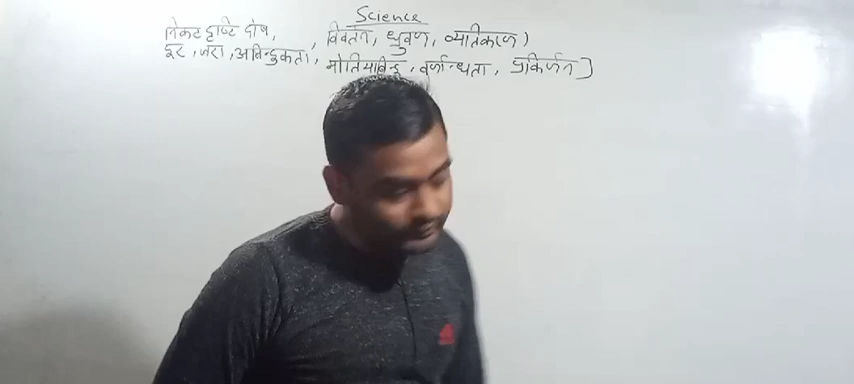 Science
निकट दृष्टि दोष, , विवर्तन, ध्रुवण, व्यतिकरण)
दूर, जरा, अबिन्दुकता, मोतियाबिन्द, वर्णान्धता, प्रकिर्णन]